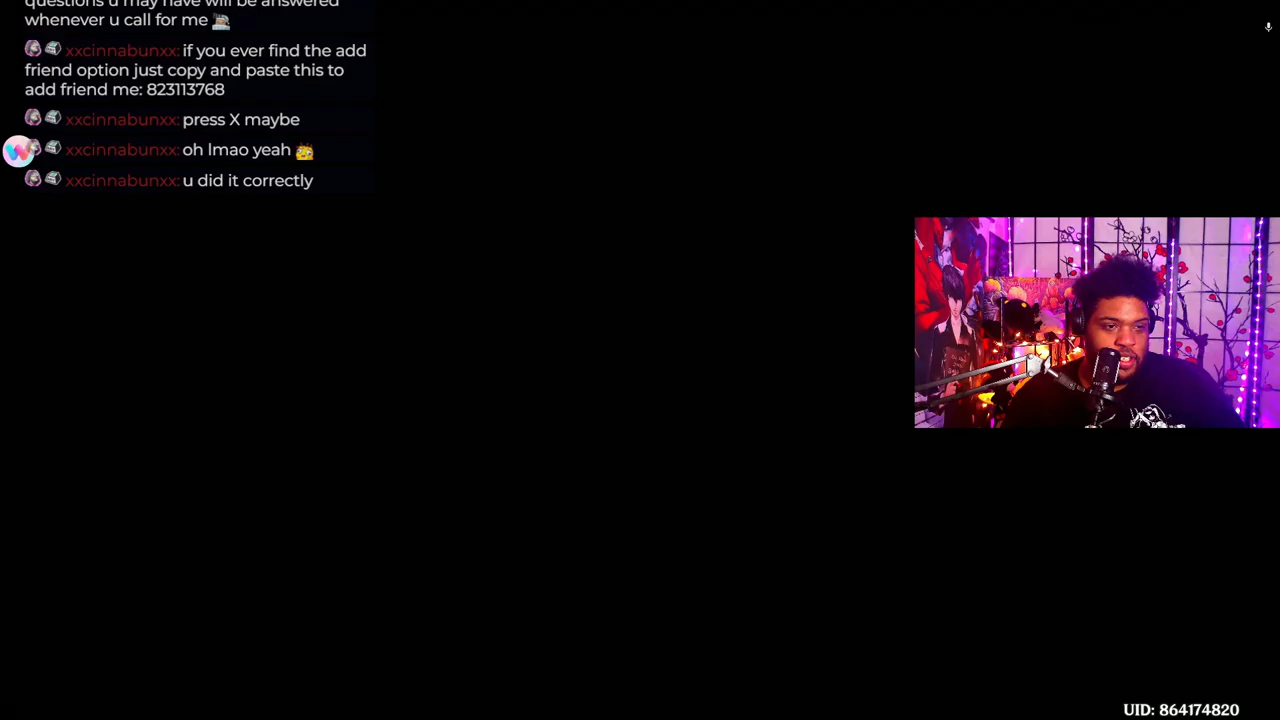 questions u may have will be answered
whenever u call for me
xxcinnabunxx: if you ever find the add
friend option just copy and paste this to
add friend me: 823113768
xxcinnabunxx: press X maybe
xxcinnabunxx: oh lmao yeah
xxcinnabunxx: u did it correctly
UID: 864174820